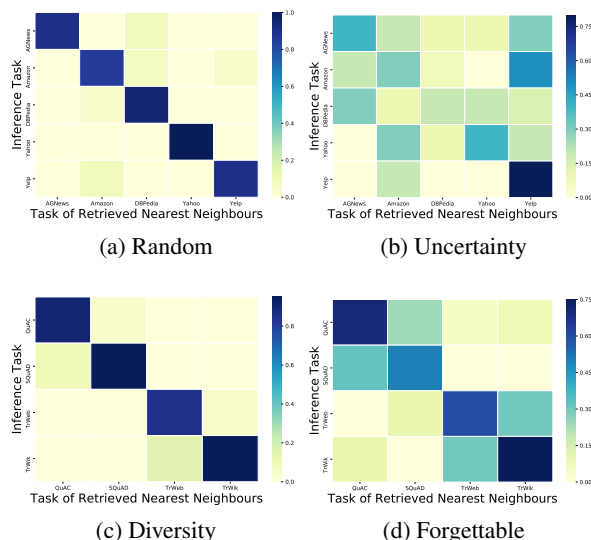 AGNews
Amazon
DBPedia
Yahoo
Yelp
Inference Task
AGNews Amazon DBPedia Yahoo Yelp
Task of Retrieved Nearest Neighbours
1.0
0.8
0.6
0.4
0.2
0.0
(a) Random
AGNews
Amazon
DBPedia
Yahoo
Yelp
Inference Task
AGNews Amazon DBPedia Yahoo Yelp
Task of Retrieved Nearest Neighbours
0.75
0.60
0.45
0.30
0.15
0.00
(b) Uncertainty
QuAC
SQuAD
TrWeb
TrWik
Inference Task
QuAC SQuAD TrWeb TrWik
Task of Retrieved Nearest Neighbours
0.8
0.6
0.4
0.2
0.0
(c) Diversity
QuAC
SQuAD
TrWeb
TrWik
Inference Task
QuAC SQuAD TrWeb TrWik
Task of Retrieved Nearest Neighbours
0.75
0.60
0.45
0.30
0.15
0.00
(d) Forgettable